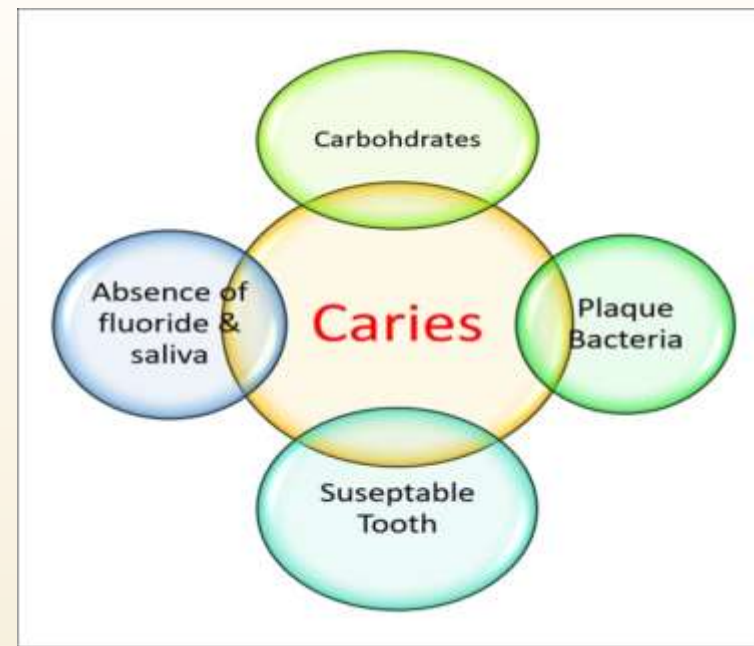 Carbohdrates
Absence of
fluoride &
saliva
Caries
Plaque
Bacteria
Suseptable
Tooth